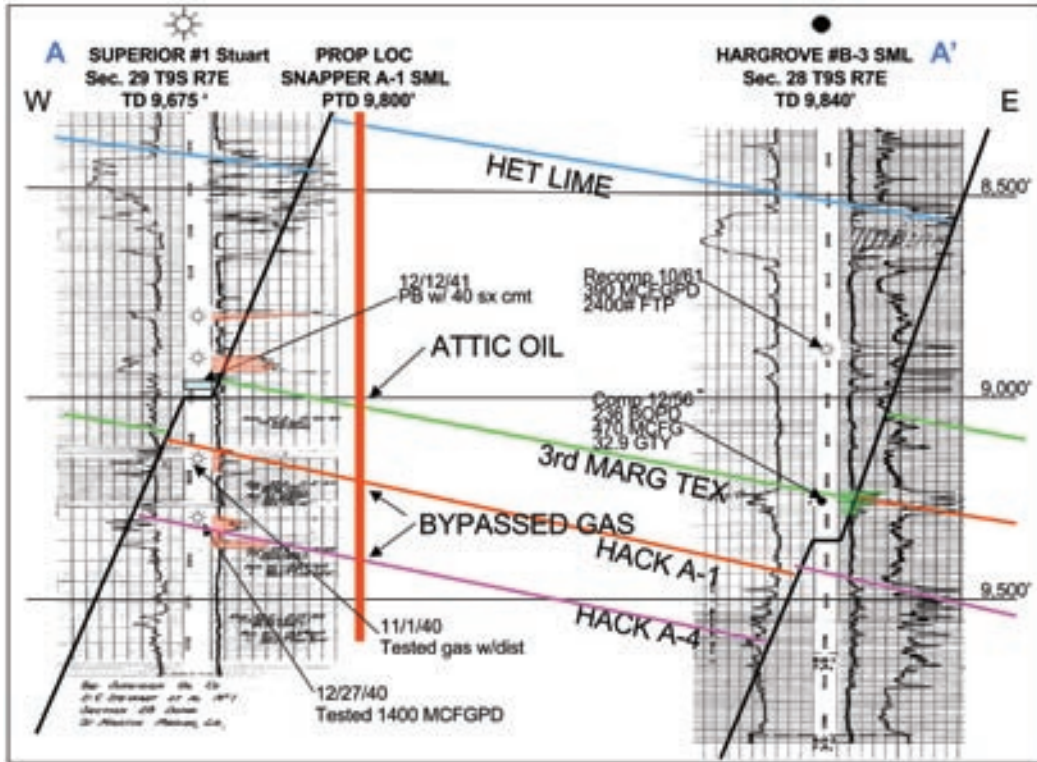 A
SUPERIOR #1 Stuart
Sec. 29 T9S R7E
TD 9,675 '
PROP LOC
SNAPPER A-1 SML
PTD 9,800'
HARGROVE #B-3 SML
Sec. 28 T9S R7E
TD 9,840'
A'
W
E
HET LIME
8,500'
12/12/41
PB w/ 40 sx cmt
Recomp 10/61
MCFGPD
2400# FTP
ATTIC OIL
9,000'
Comp 12/56
236 BOPD
470 MCFG
32.9 GTY
3rd MARG TEX
BYPASSED GAS
HACK A-1
9,500'
HACK A-4
11/1/40
Tested gas w/dist
12/27/40
Tested 1400 MCFGPD